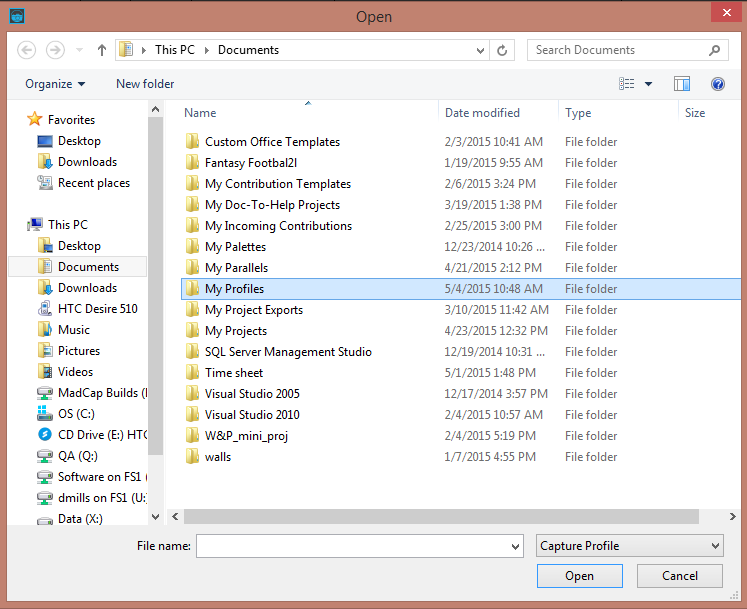 Open
This PC Documents
Search Documents
Organize New folder
Name Date modified Type Size
Favorites
Desktop
Downloads
Recent places
This PC
Desktop
Documents
Downloads
HTC Desire 510
Music
Pictures
Videos
MadCap Builds (
OS (C:)
CD Drive (E:) HTC
QA (Q:)
Software on FS1 (
dmills on FS1 (U:
Data (X:)
Custom Office Templates 2/3/2015 10:41 AM File folder
Fantasy Footbal2l 1/19/2015 9:55 AM File folder
My Contribution Templates 2/6/2015 3:24 PM File folder
My Doc-To-Help Projects 3/19/2015 1:38 PM File folder
My Incoming Contributions 2/25/2015 3:00 PM File folder
My Palettes 12/23/2014 10:26 ... File folder
My Parallels 4/21/2015 2:12 PM File folder
My Profiles 5/4/2015 10:48 AM File folder
My Project Exports 3/10/2015 11:42 AM File folder
My Projects 4/23/2015 12:32 PM File folder
SQL Server Management Studio 12/19/2014 10:31 ... File folder
Time sheet 5/1/2015 1:48 PM File folder
Visual Studio 2005 12/17/2014 3:57 PM File folder
Visual Studio 2010 2/4/2015 10:57 AM File folder
W&P_mini_proj 2/4/2015 5:19 PM File folder
walls 1/7/2015 4:55 PM File folder
File name: Capture Profile
Open Cancel